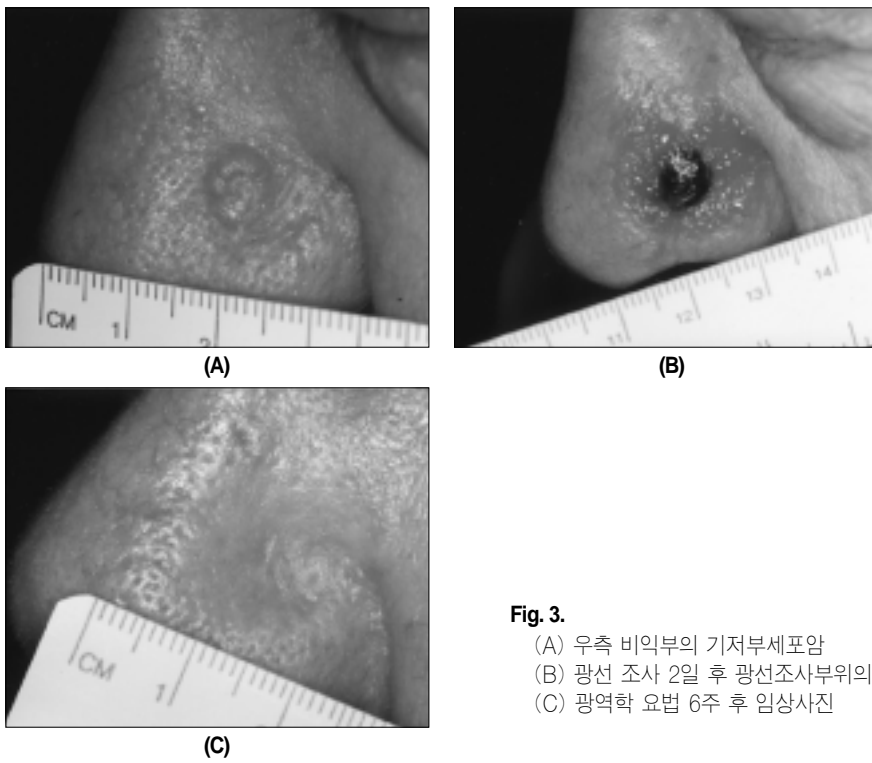 CM 1 2
(A)
11 12 13 14
(B)
CM 1
(C)
Fig. 3.
(A) 우측 비익부의 기저부세포암
(B) 광선 조사 2일 후 광선조사부위의
(C) 광역학 요법 6주 후 임상사진